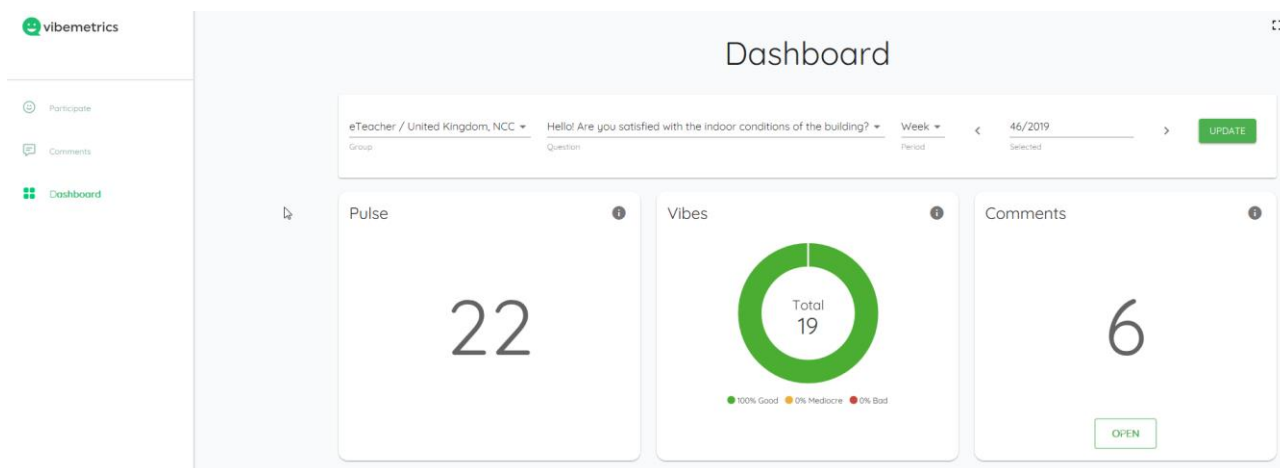 vibemetrics
Dashboard
Participate
Comments
Dashboard
eTeacher / United Kingdom, NCC
Group
Hello! Are you satisfied with the indoor conditions of the building?
Question
Week
Period
46/2019
Selected
UPDATE
Pulse
22
Vibes
Total
19
100% Good 0% Mediocre 0% Bad
Comments
6
OPEN